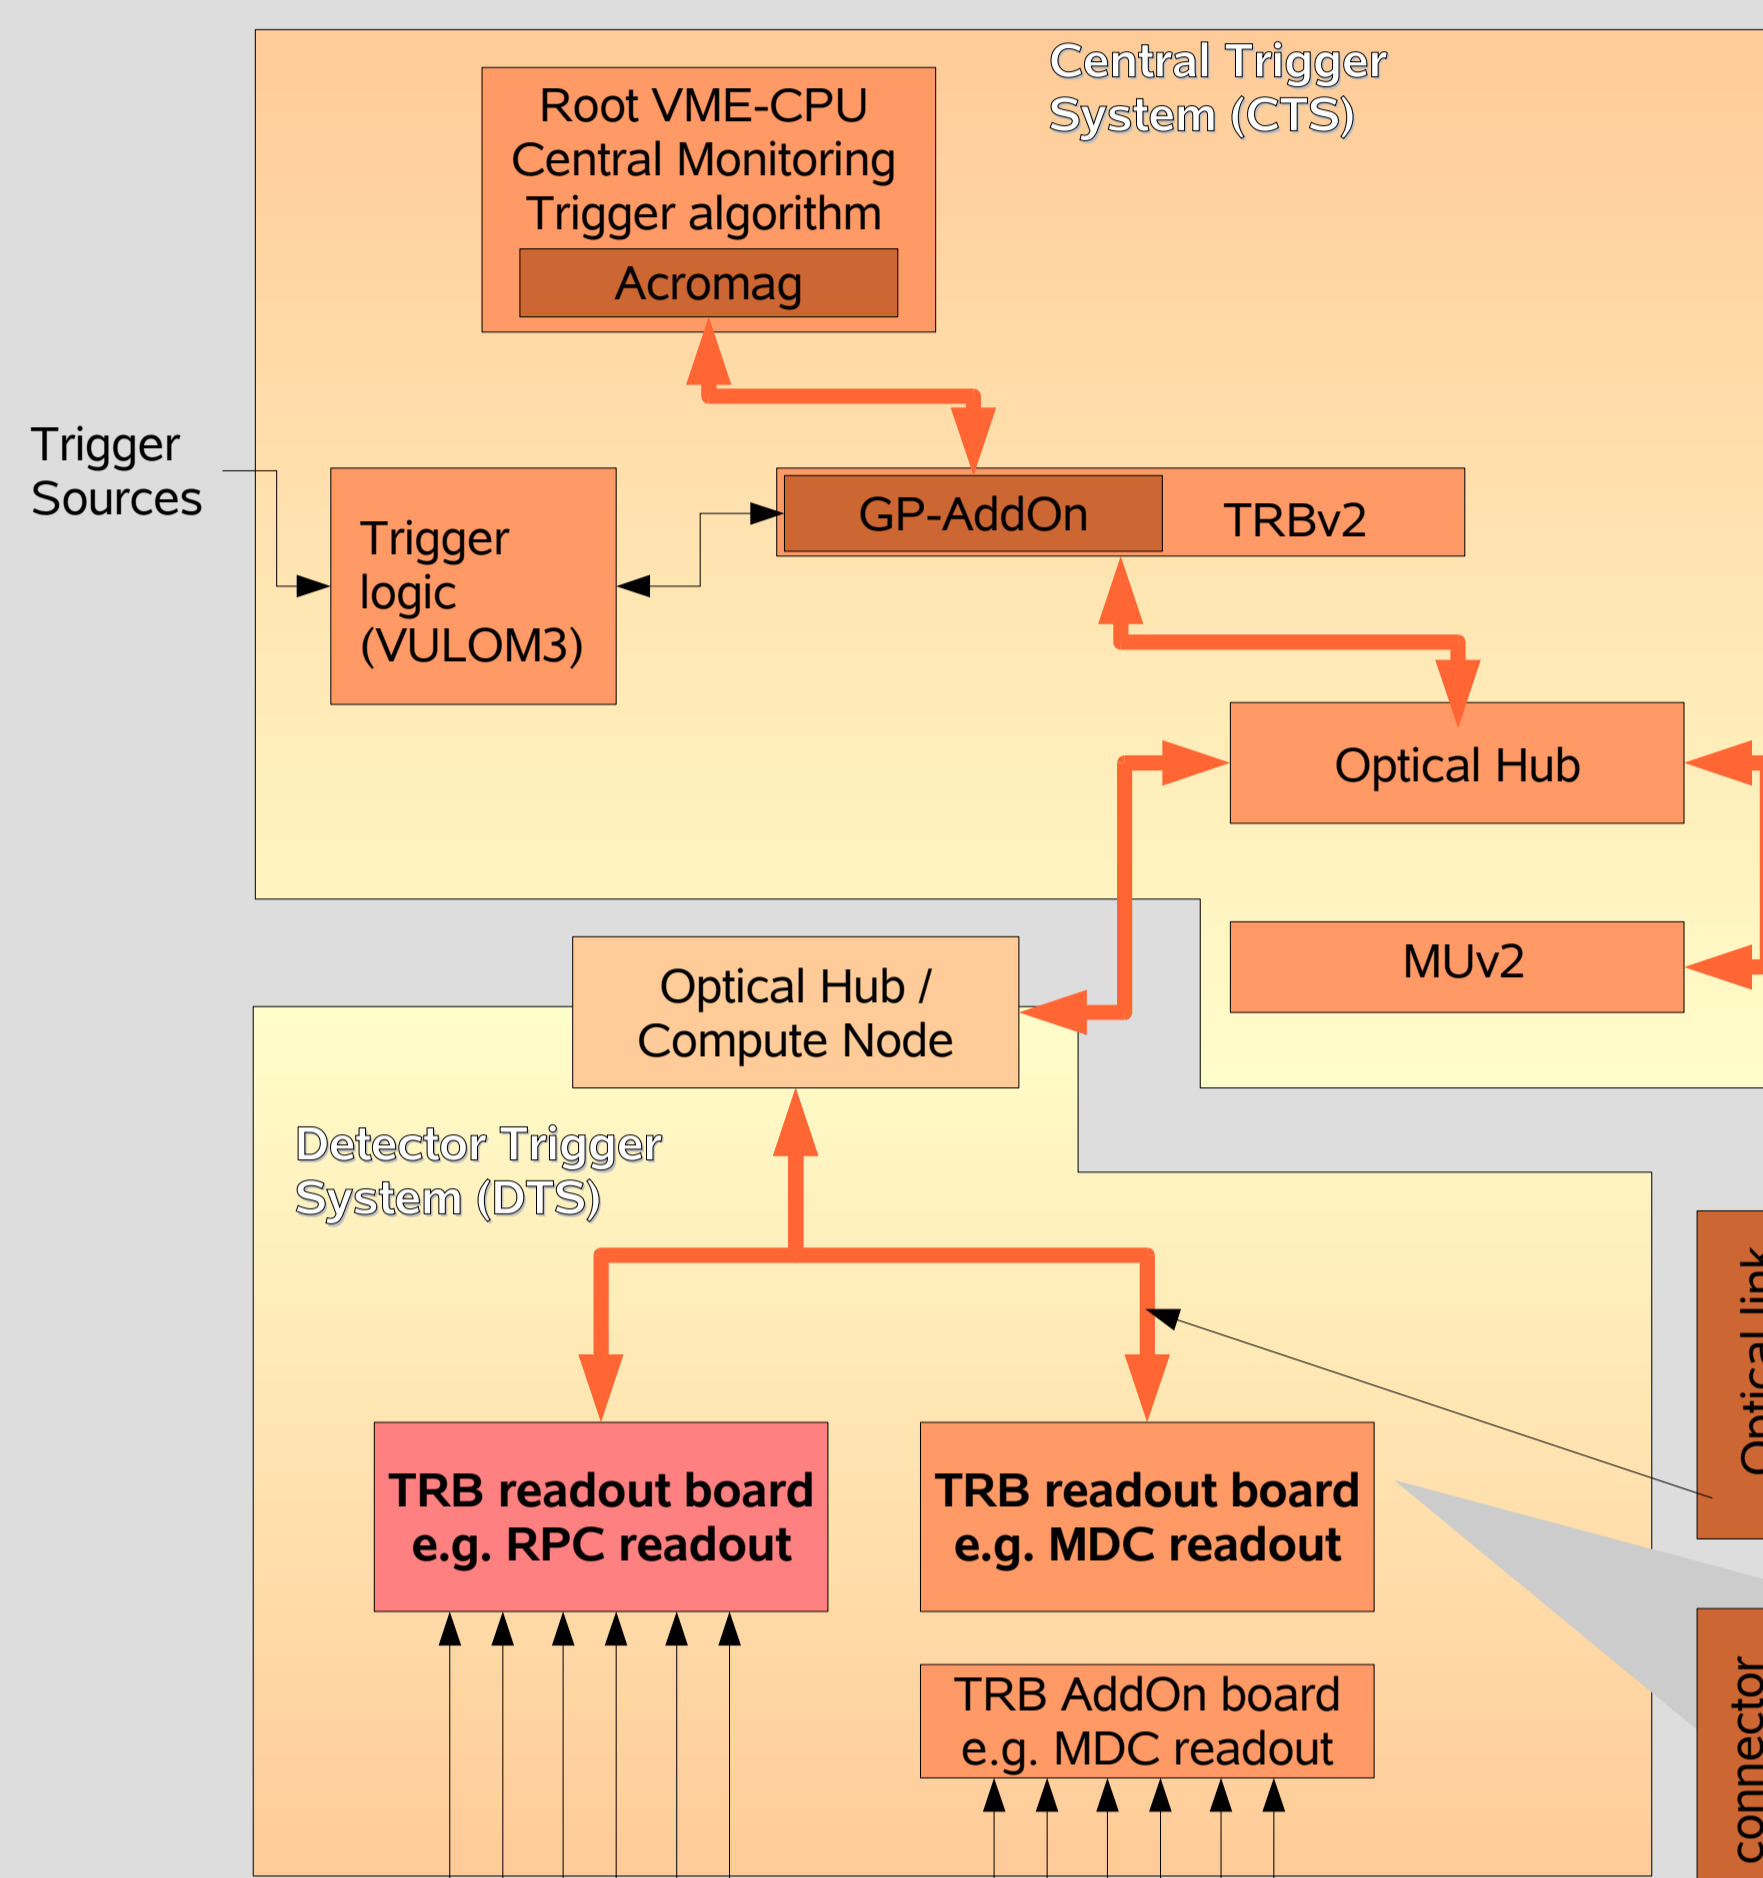 Central Trigger
System (CTS)
Root VME-CPU
Central Monitoring
Trigger algorithm
Acromag
Trigger
Sources
Trigger
logic
(VULOM3)
GP-AddOn
TRBv2
Optical Hub
MUv2
Optical Hub /
Compute Node
Detector Trigger
System (DTS)
Optical link
TRB readout board
e.g. RPC readout
TRB readout board
e.g. MDC readout
TRB AddOn board
e.g. MDC readout
connector